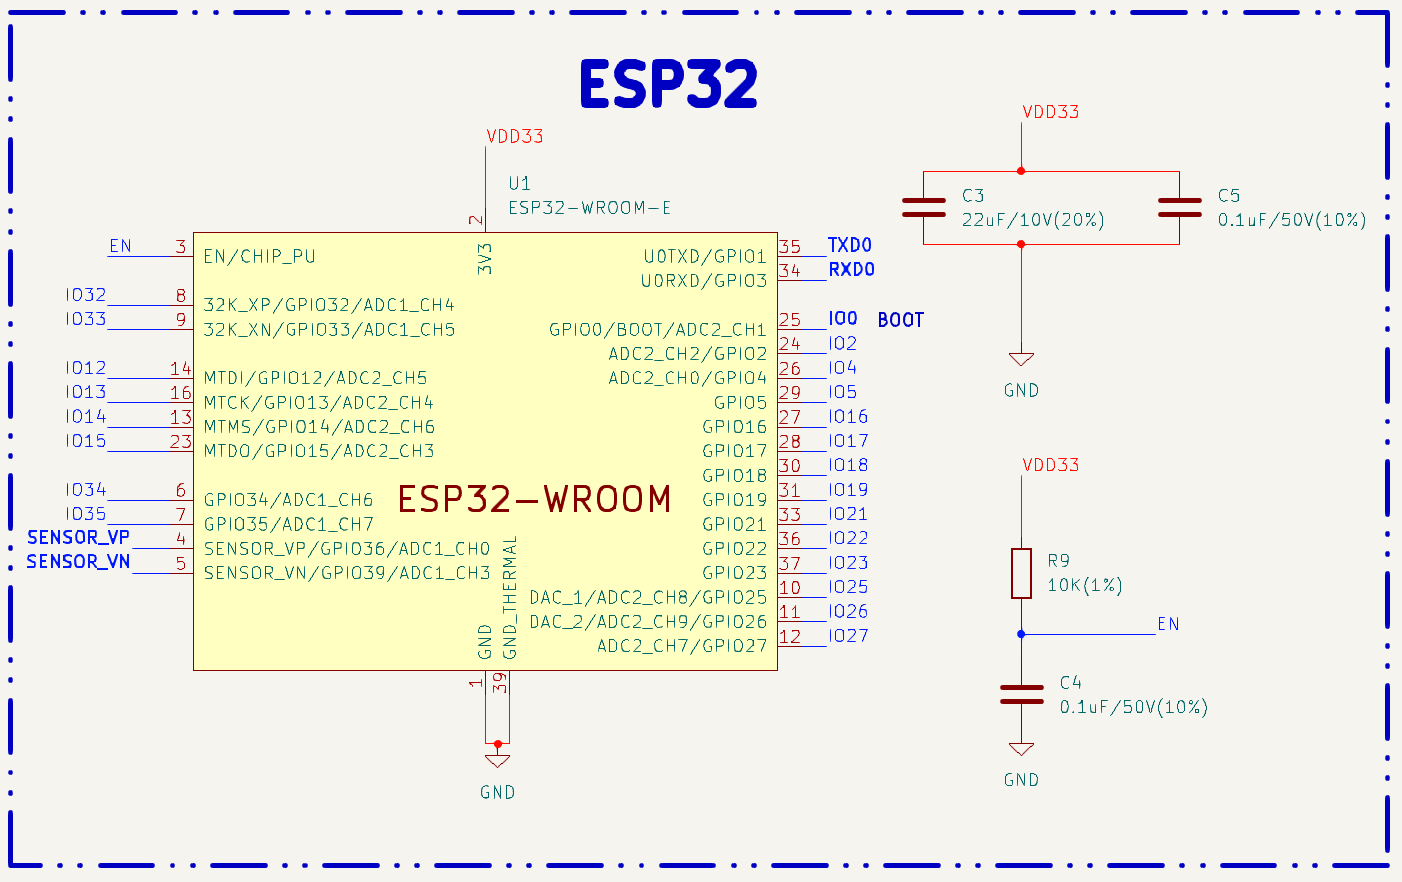 ESP32
VDD33
U1
ESP32-WROOM-E
2
3V3
EN 3 EN/CHIP_PU
IO32 8 32K_XP/GPIO32/ADC1_CH4
IO33 9 32K_XN/GPIO33/ADC1_CH5
IO12 14 MTDI/GPIO12/ADC2_CH5
IO13 16 MTCK/GPIO13/ADC2_CH4
IO14 13 MTMS/GPIO14/ADC2_CH6
IO15 23 MTDO/GPIO15/ADC2_CH3
IO34 6 GPIO34/ADC1_CH6
IO35 7 GPIO35/ADC1_CH7
SENSOR_VP 4 SENSOR_VP/GPIO36/ADC1_CH0
SENSOR_VN 5 SENSOR_VN/GPIO39/ADC1_CH3
ESP32-WROOM
U0TXD/GPIO1 35 TXD0
U0RXD/GPIO3 34 RXD0
GPIO0/BOOT/ADC2_CH1 25 IO0 BOOT
ADC2_CH2/GPIO2 24 IO2
ADC2_CH0/GPIO4 26 IO4
GPIO5 29 IO5
GPIO16 27 IO16
GPIO17 28 IO17
GPIO18 30 IO18
GPIO19 31 IO19
GPIO21 33 IO21
GPIO22 36 IO22
GPIO23 37 IO23
DAC_1/ADC2_CH8/GPIO25 10 IO25
DAC_2/ADC2_CH9/GPIO26 11 IO26
ADC2_CH7/GPIO27 12 IO27
GND
GND_THERMAL
1
39
GND
VDD33
C3
22uF/10V(20%)
C5
0.1uF/50V(10%)
GND
VDD33
R9
10K(1%)
EN
C4
0.1uF/50V(10%)
GND